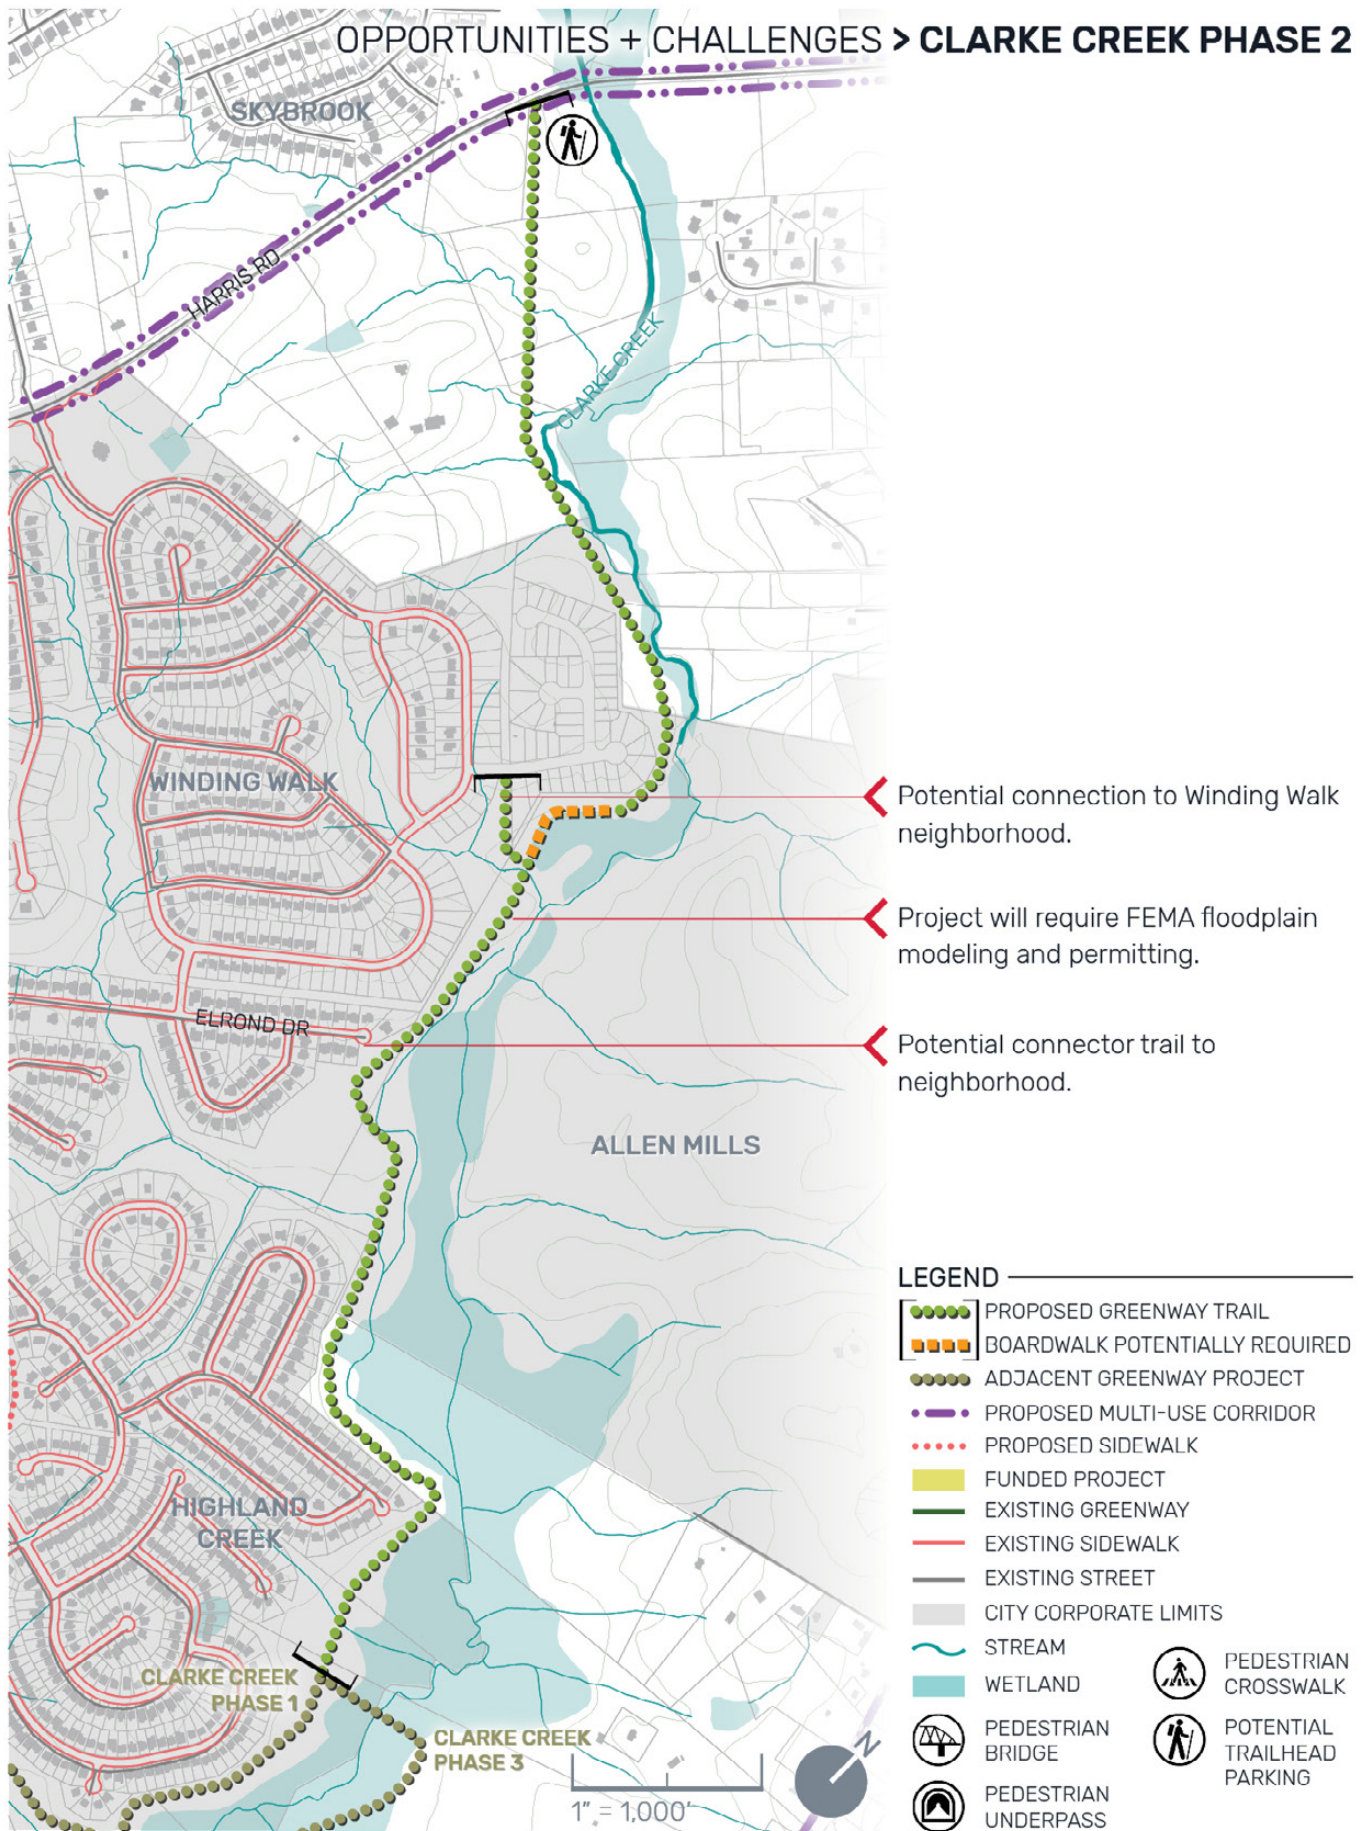 OPPORTUNITIES + CHALLENGES > CLARKE CREEK PHASE 2
SKYBROOK
HARRIS RD
CLARKE CREEK
WINDING WALK
Potential connection to Winding Walk
neighborhood.
Project will require FEMA floodplain
modeling and permitting.
ELROND DR
Potential connector trail to
neighborhood.
ALLEN MILLS
HIGHLAND
CREEK
CLARKE CREEK
PHASE 1
CLARKE CREEK
PHASE 3
1" = 1,000'
N
LEGEND
PROPOSED GREENWAY TRAIL
BOARDWALK POTENTIALLY REQUIRED
ADJACENT GREENWAY PROJECT
PROPOSED MULTI-USE CORRIDOR
PROPOSED SIDEWALK
FUNDED PROJECT
EXISTING GREENWAY
EXISTING SIDEWALK
EXISTING STREET
CITY CORPORATE LIMITS
STREAM
WETLAND
PEDESTRIAN
BRIDGE
PEDESTRIAN
UNDERPASS
PEDESTRIAN
CROSSWALK
POTENTIAL
TRAILHEAD
PARKING